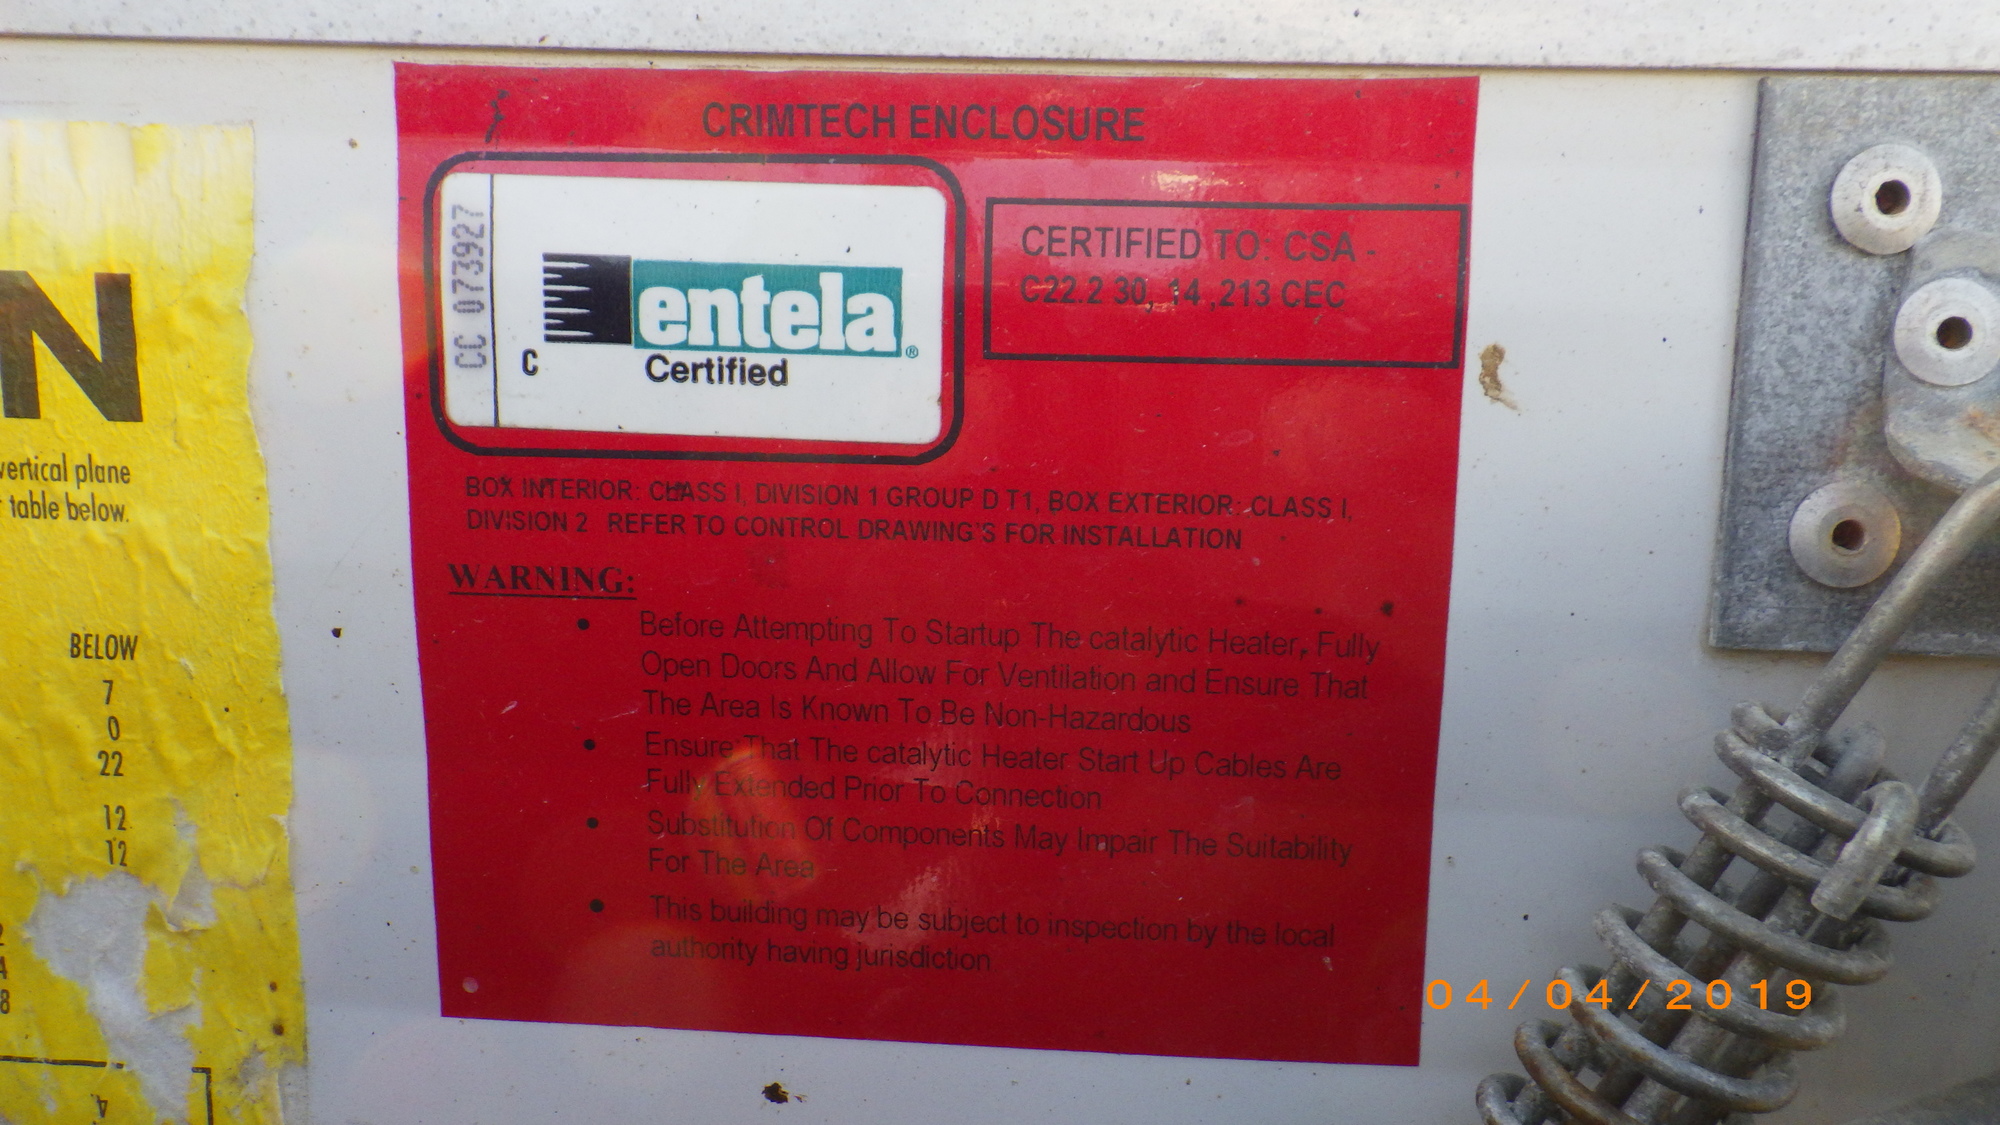 CRIMTECH ENCLOSURE
CC 073927
entela®
C
Certified
CERTIFIED TO: CSA -
C22.2 30, 14 ,213 CEC
BOX INTERIOR: CLASS I, DIVISION 1 GROUP D T1, BOX EXTERIOR: CLASS I,
DIVISION 2 REFER TO CONTROL DRAWING'S FOR INSTALLATION
WARNING:
• Before Attempting To Startup The catalytic Heater, Fully
Open Doors And Allow For Ventilation and Ensure That
The Area Is Known To Be Non-Hazardous
• Ensure That The catalytic Heater Start Up Cables Are
Fully Extended Prior To Connection
• Substitution Of Components May Impair The Suitability
For The Area
• This building may be subject to inspection by the local
authority having jurisdiction
N
vertical plane
table below.
BELOW
7
0
22
12
12
2
4
8
04/04/2019